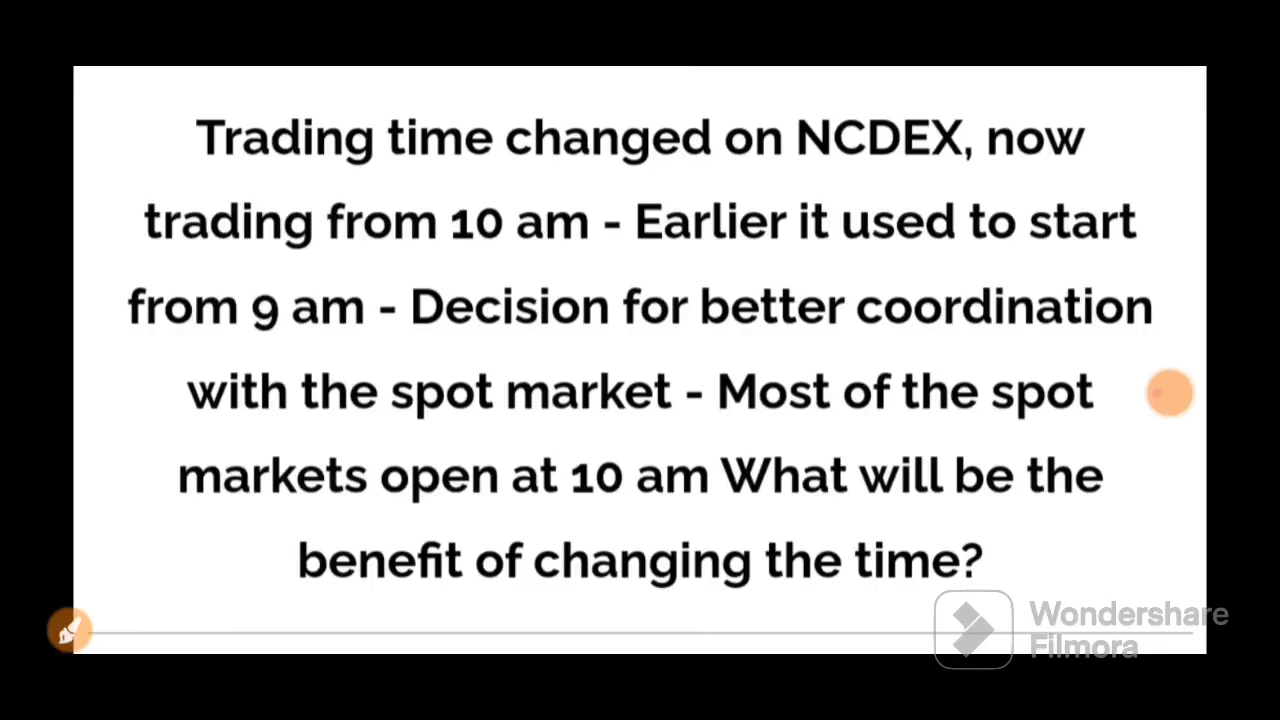 Trading time changed on NCDEX, now
trading from 10 am - Earlier it used to start
from 9 am - Decision for better coordination
with the spot market - Most of the spot
markets open at 10 am What will be the
benefit of changing the time?
Wondershare
Filmora